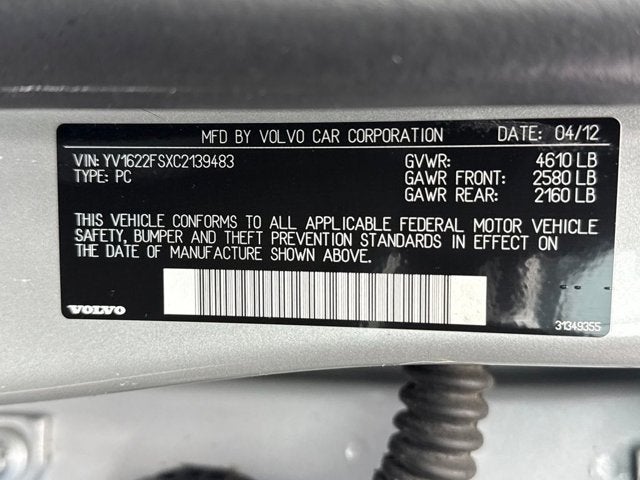 MFD BY VOLVO CAR CORPORATION DATE: 04/12
VIN: YV1622FSXC2139483 GVWR: 4610 LB
TYPE: PC GAWR FRONT: 2580 LB
GAWR REAR: 2160 LB
THIS VEHICLE CONFORMS TO ALL APPLICABLE FEDERAL MOTOR VEHICLE
SAFETY, BUMPER AND THEFT PREVENTION STANDARDS IN EFFECT ON
THE DATE OF MANUFACTURE SHOWN ABOVE.
VOLVO
31349355